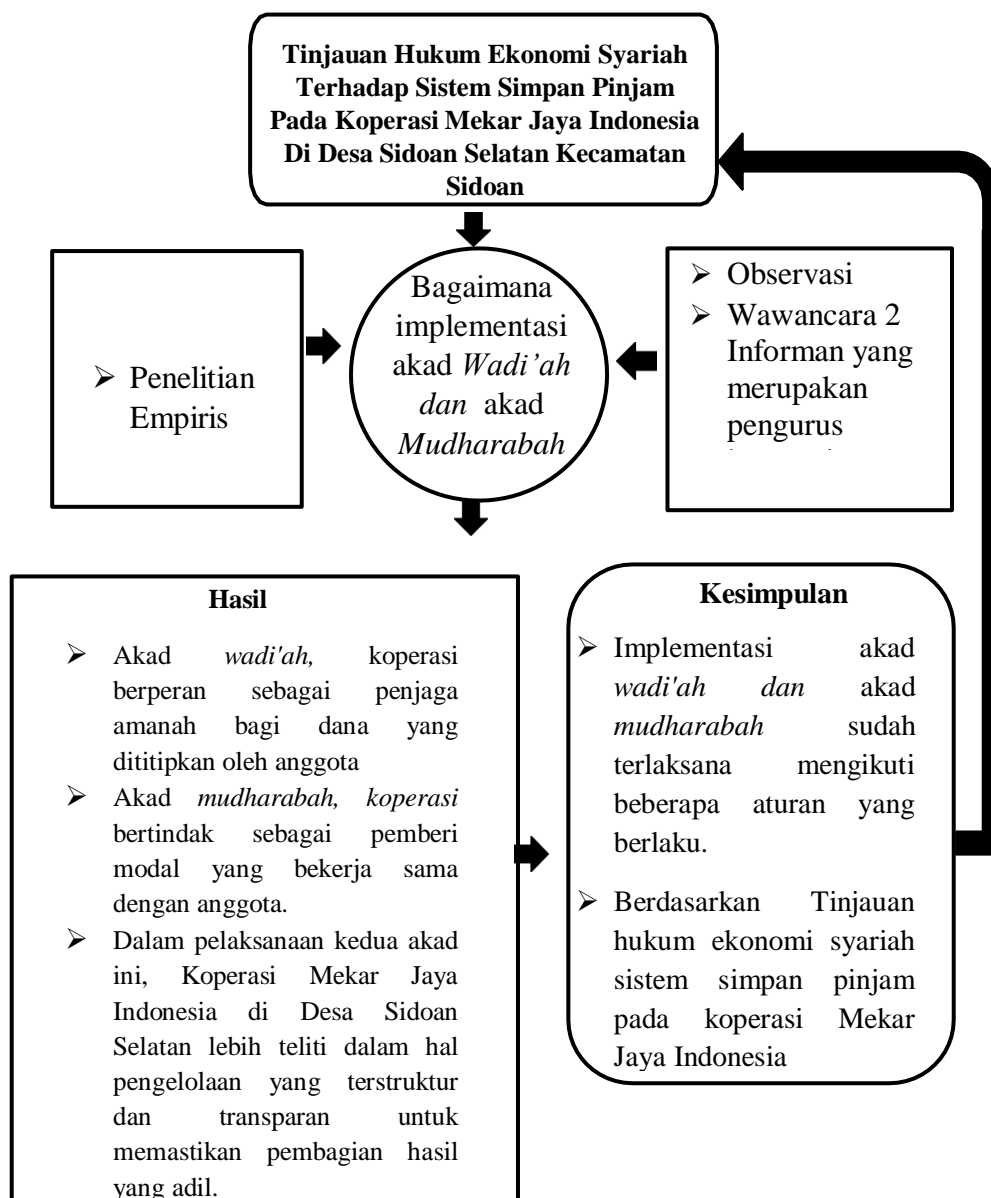 Tinjauan Hukum Ekonomi Syariah
Terhadap Sistem Simpan Pinjam
Pada Koperasi Mekar Jaya Indonesia
Di Desa Sidoan Selatan Kecamatan
Sidoan
➢ Penelitian
Empiris
Bagaimana
implementasi
akad Wadi’ah
dan akad
Mudharabah
➢ Observasi
➢ Wawancara 2
Informan yang
merupakan
pengurus
Hasil
➢ Akad wadi'ah, koperasi
berperan sebagai penjaga
amanah bagi dana yang
dititipkan oleh anggota
➢ Akad mudharabah, koperasi
bertindak sebagai pemberi
modal yang bekerja sama
dengan anggota.
➢ Dalam pelaksanaan kedua akad
ini, Koperasi Mekar Jaya
Indonesia di Desa Sidoan
Selatan lebih teliti dalam hal
pengelolaan yang terstruktur
dan transparan untuk
memastikan pembagian hasil
yang adil.
Kesimpulan
➢ Implementasi akad
wadi'ah dan akad
mudharabah sudah
terlaksana mengikuti
beberapa aturan yang
berlaku.
➢ Berdasarkan Tinjauan
hukum ekonomi syariah
sistem simpan pinjam
pada koperasi Mekar
Jaya Indonesia